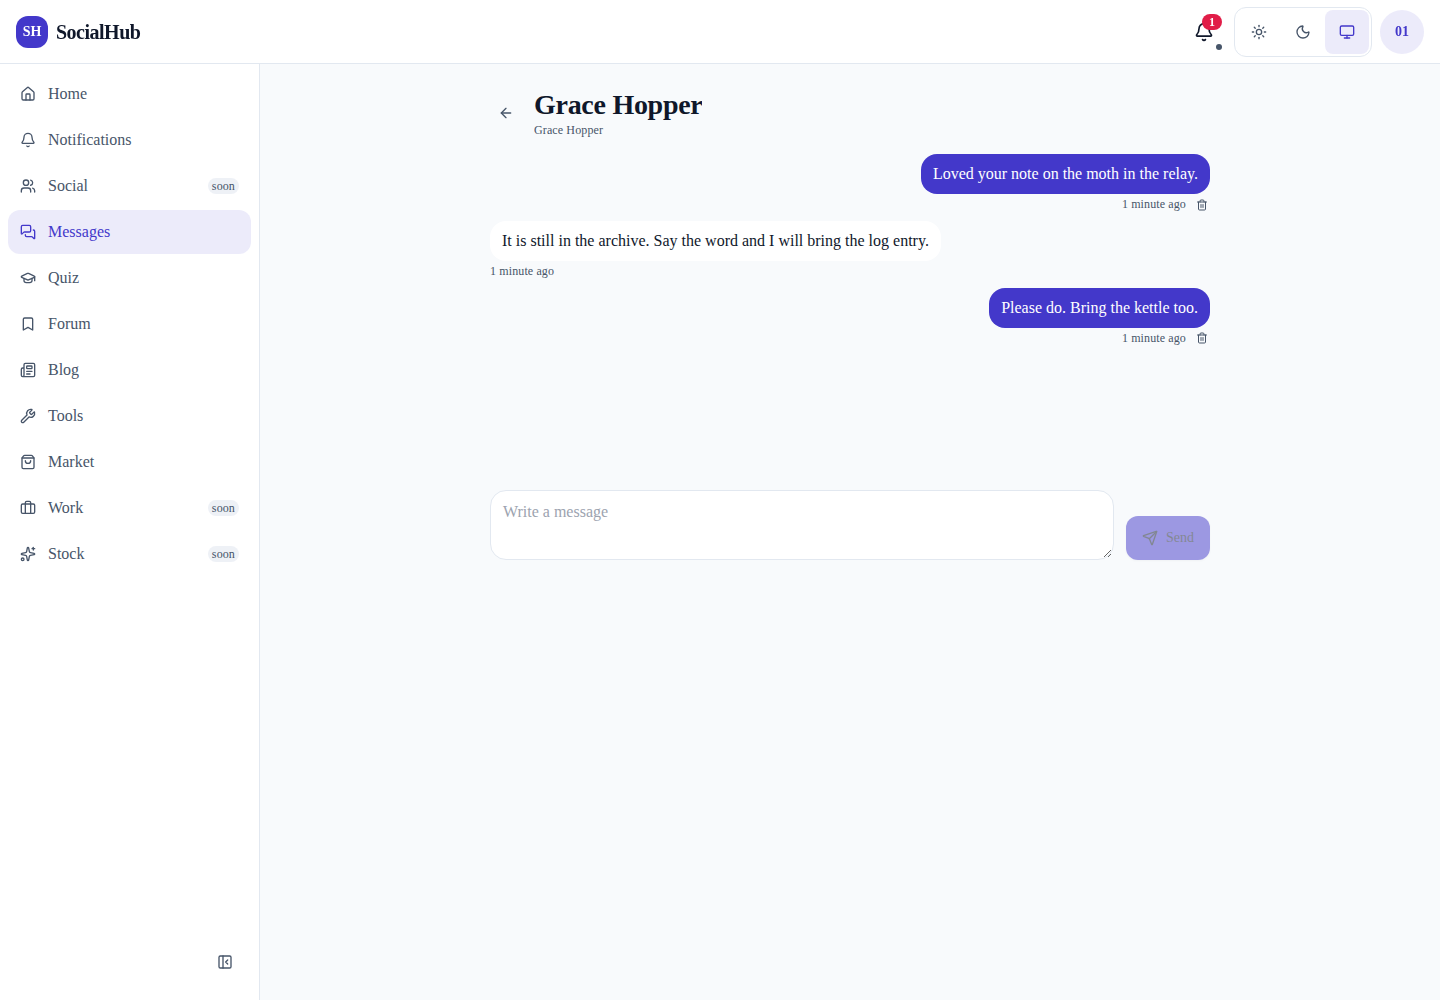 SH SocialHub
1
01
Home
Notifications
Social soon
Messages
Quiz
Forum
Blog
Tools
Market
Work soon
Stock soon
Grace Hopper
Grace Hopper
Loved your note on the moth in the relay.
1 minute ago
It is still in the archive. Say the word and I will bring the log entry.
1 minute ago
Please do. Bring the kettle too.
1 minute ago
Write a message
Send